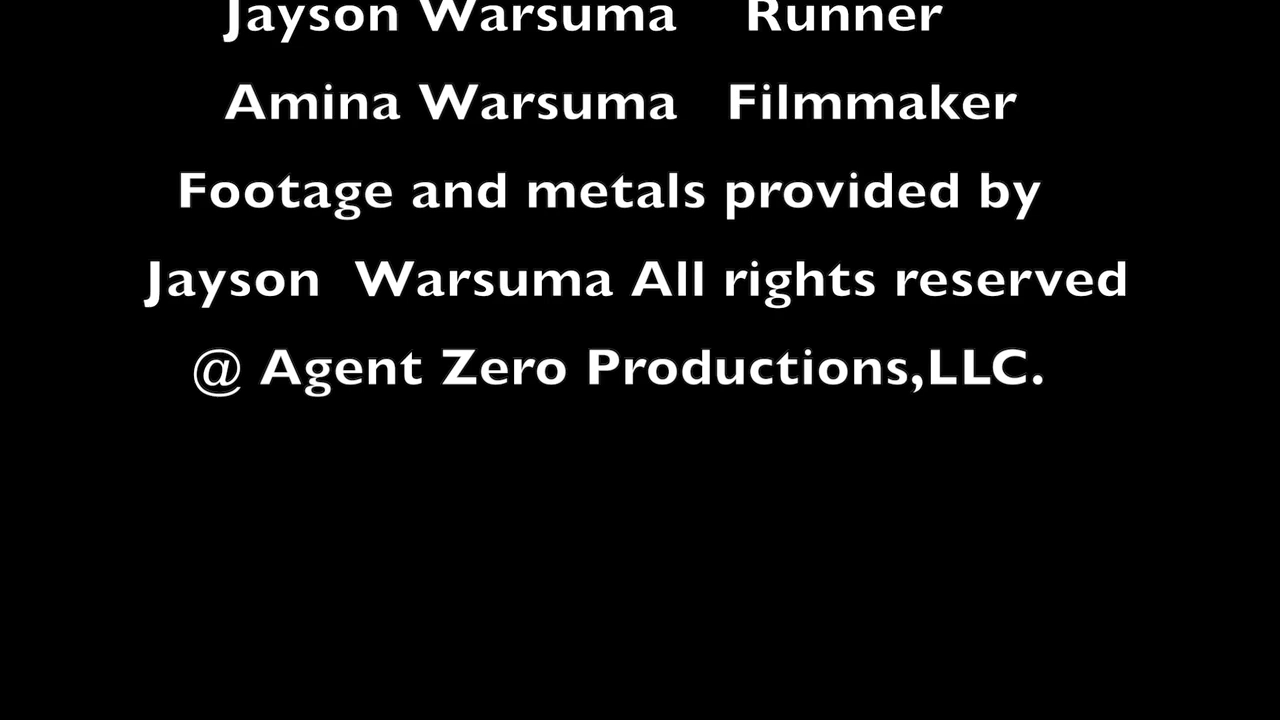 Jayson Warsuma Runner
Amina Warsuma Filmmaker
Footage and metals provided by
Jayson Warsuma All rights reserved
@ Agent Zero Productions,LLC.